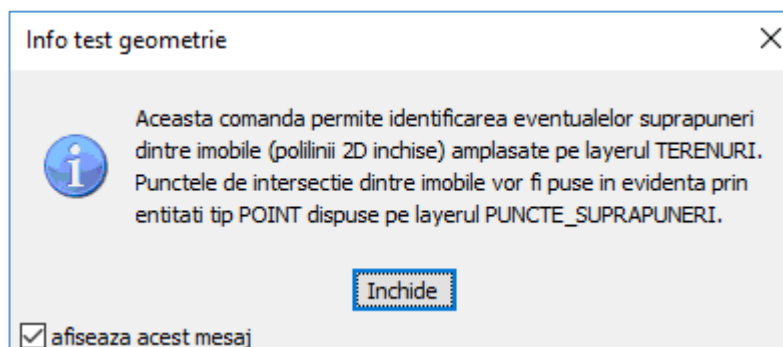 Info test geometrie
Aceasta comanda permite identificarea eventualelor suprapuneri
dintre imobile (polilinii 2D inchise) amplasate pe layerul TERENURI.
Punctele de intersectie dintre imobile vor fi puse in evidenta prin
entitati tip POINT dispuse pe layerul PUNCTE_SUPRAPUNERI.
Inchide
afiseaza acest mesaj